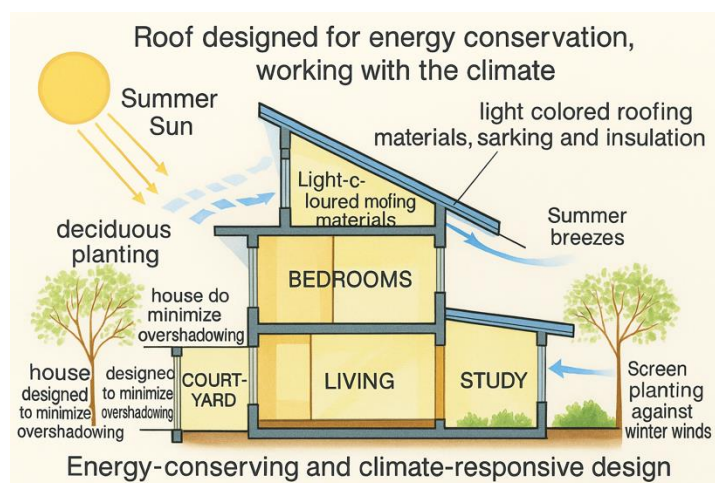 Roof designed for energy conservation,
working with the climate
Summer
Sun
light colored roofing
materials, sarking and insulation
Light-c-
loured mofing
materials
Summer
breezes
deciduous
planting
BEDROOMS
house do
minimize
overshadowing
house
designed
to minimize
overshadowing
designed
to minimize
overshadowing
COURT-
YARD
LIVING
STUDY
Screen
planting
against
winter winds
Energy-conserving and climate-responsive design